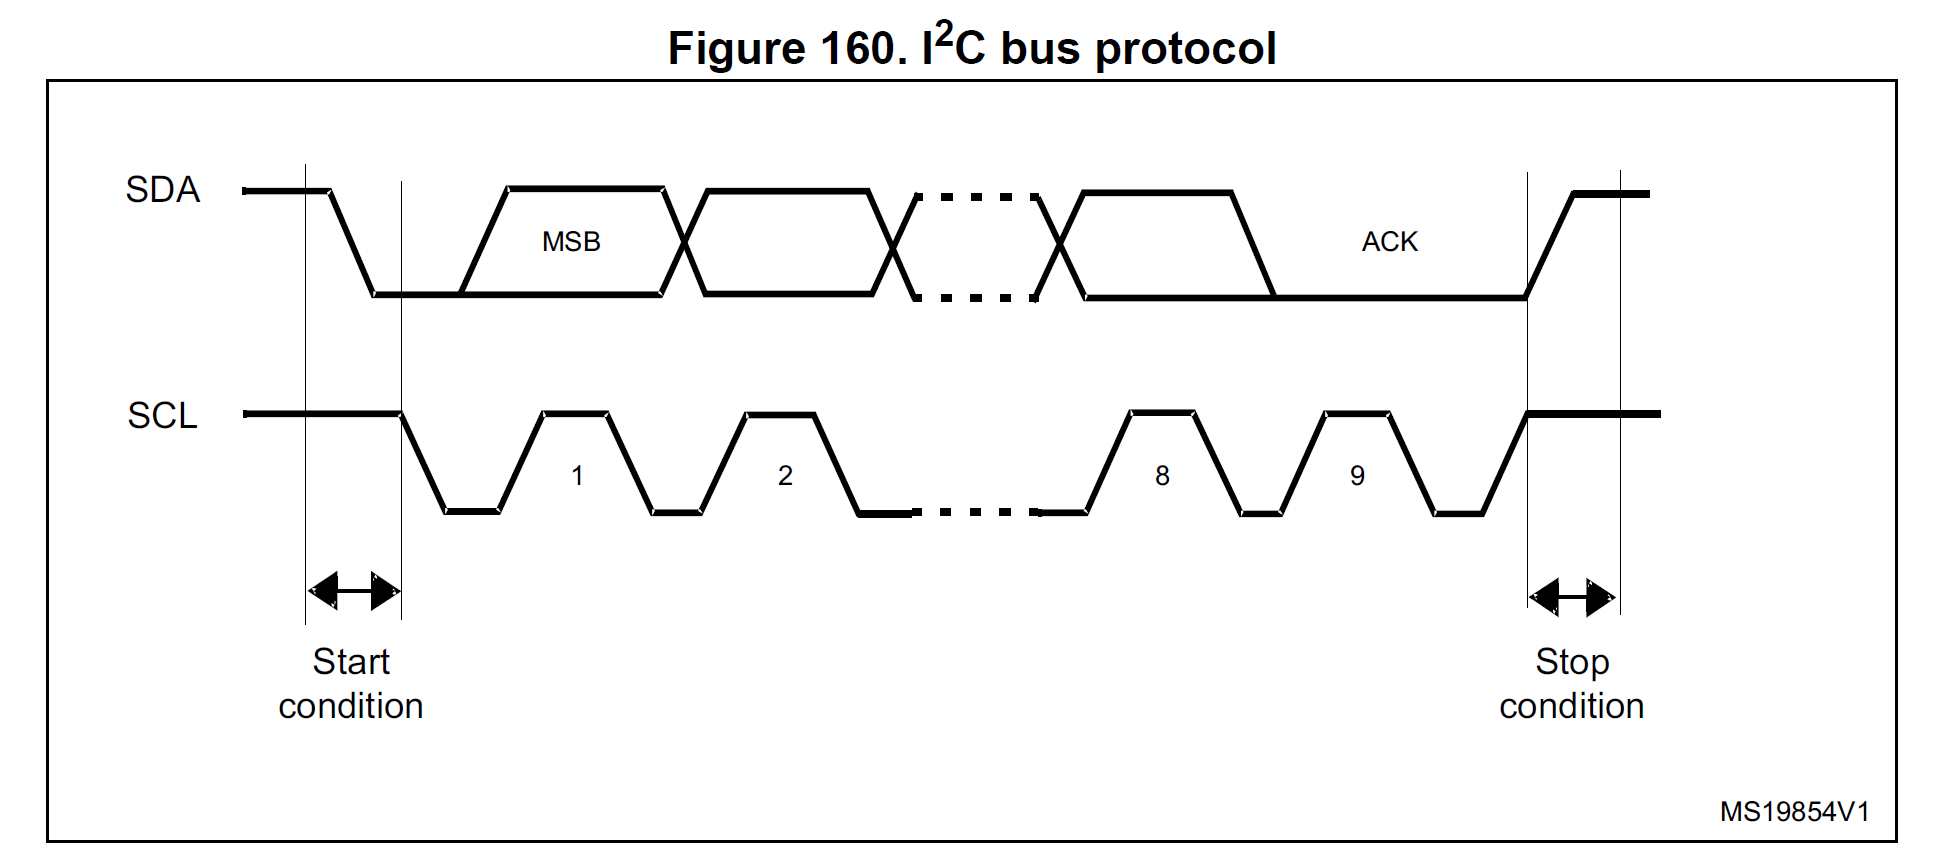 Figure 160. I²C bus protocol
SDA
MSB
ACK
SCL
1
2
8
9
Start
condition
Stop
condition
MS19854V1